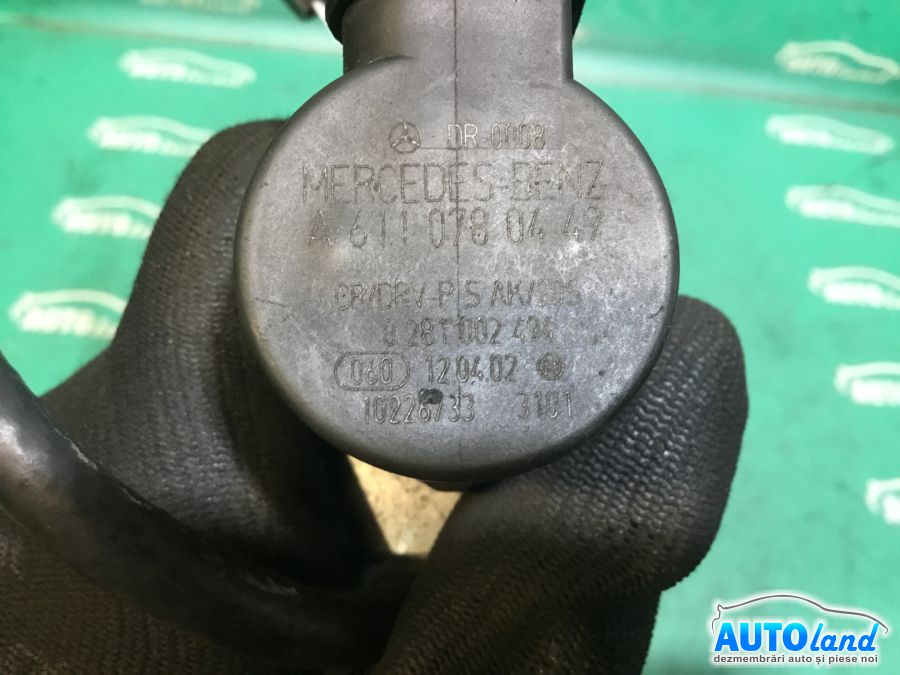 DR-0008
MERCEDES-BENZ
A 611 078 04 49
CR/DRV-P S AK/20S
0 281 002 494
060 12.04.02
10226733 3101
AUTOland
dezmembrări auto și piese noi